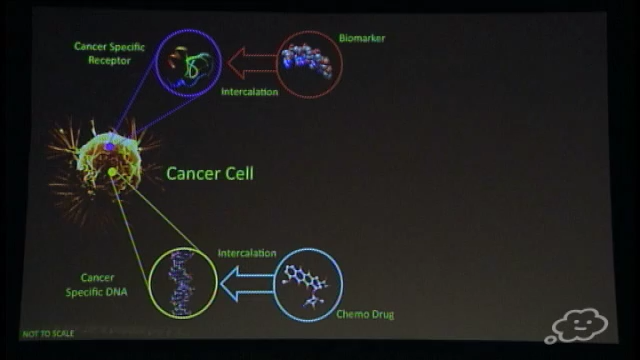 Cancer Specific
Receptor
Biomarker
Intercalation
Cancer Cell
Intercalation
Cancer
Specific DNA
Chemo Drug
NOT TO SCALE